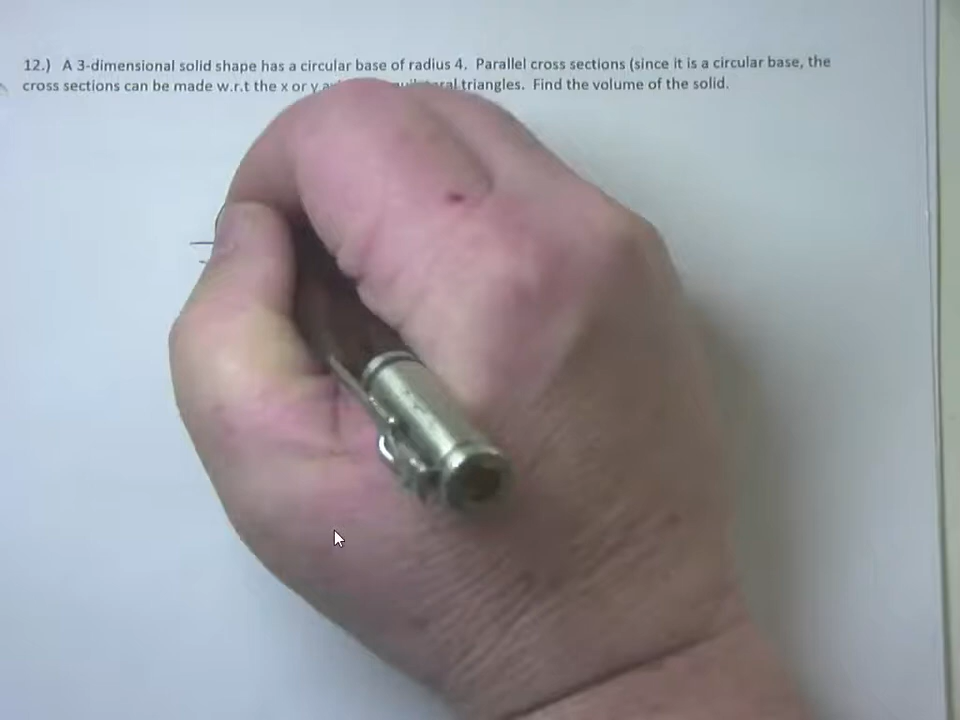 12.) A 3-dimensional solid shape has a circular base of radius 4. Parallel cross sections (since it is a circular base, the
cross sections can be made w.r.t the x or y triangles. Find the volume of the solid.